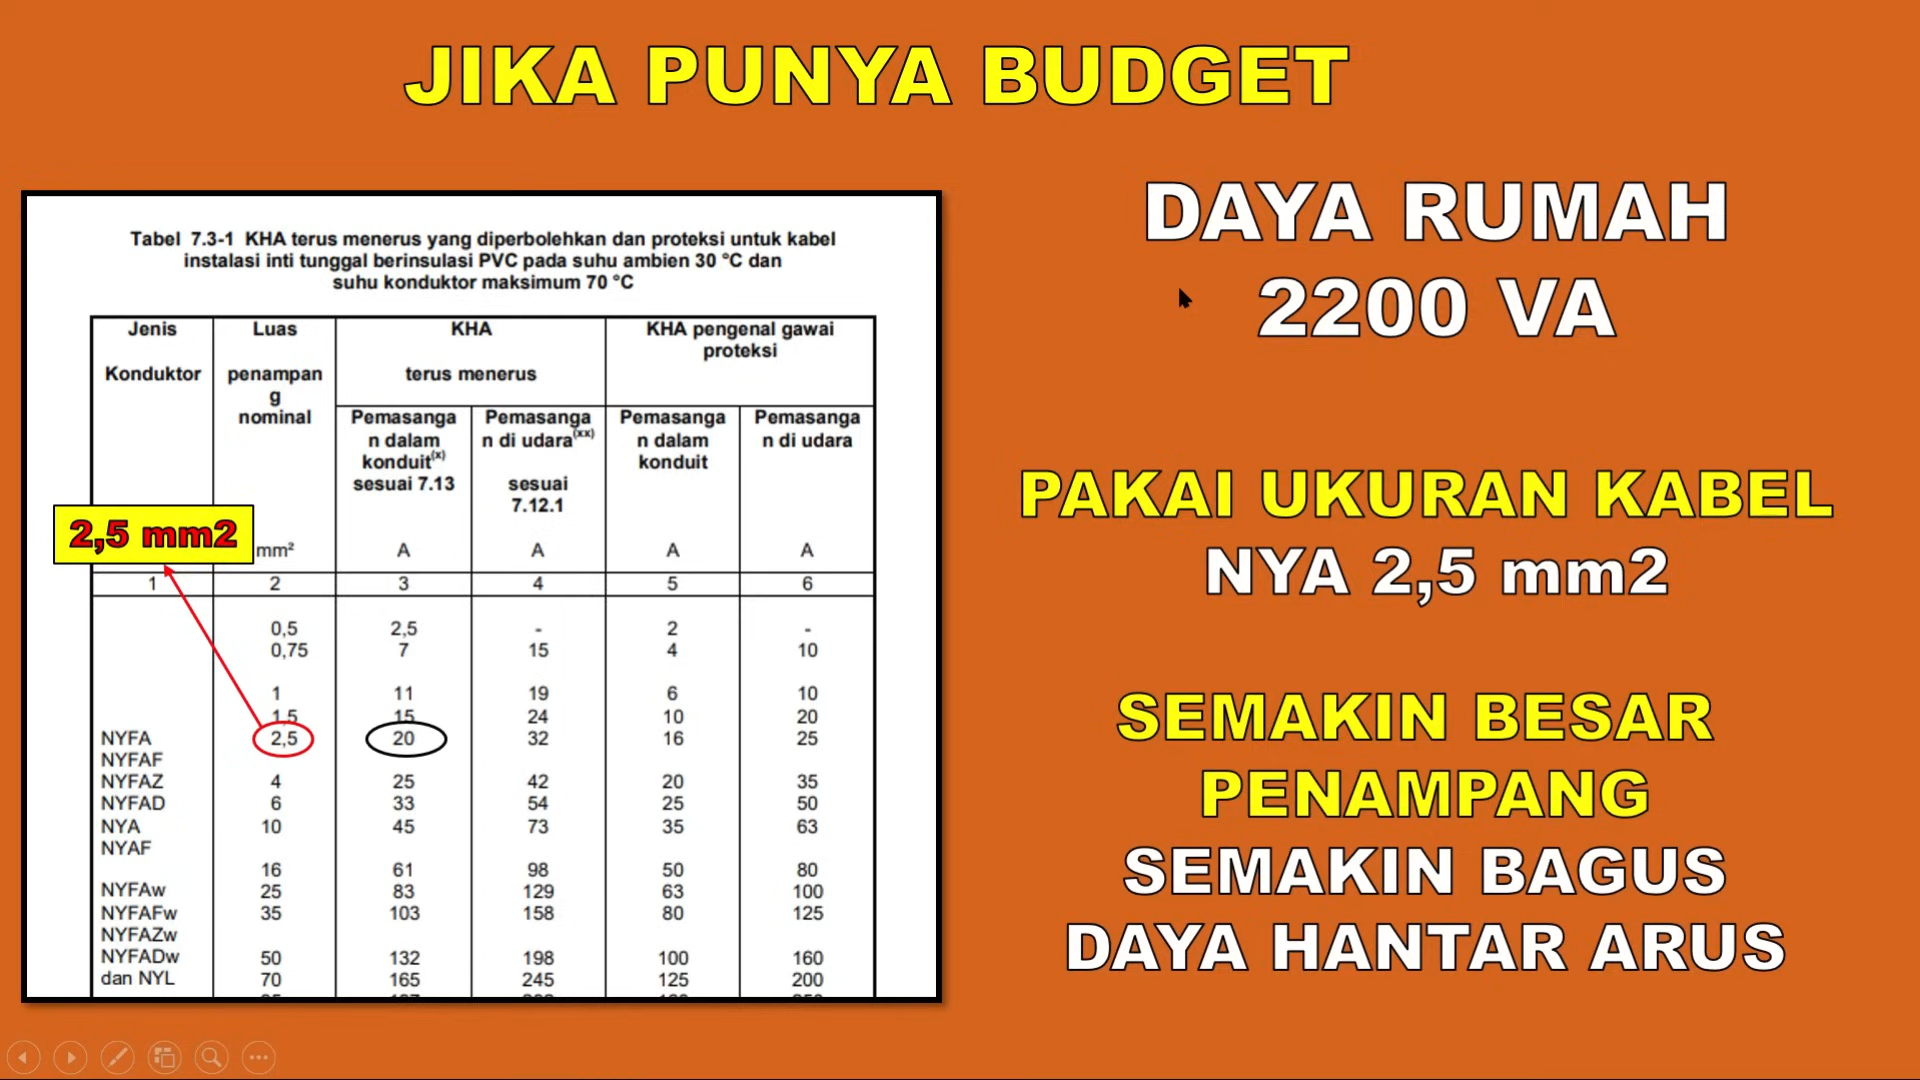 JIKA PUNYA BUDGET
Tabel 7.3-1 KHA terus menerus yang diperbolehkan dan proteksi untuk kabel
instalasi inti tunggal berinsulasi PVC pada suhu ambien 30 °C dan
suhu konduktor maksimum 70 °C
Jenis Luas KHA KHA pengenal gawai
proteksi
Konduktor penampan terus menerus
g
nominal Pemasanga Pemasanga Pemasanga Pemasanga
n dalam n di udara(xx) n dalam n di udara
konduit(x) konduit
sesuai 7.13 sesuai
7.12.1
2,5 mm2
mm² A A A A
1 2 3 4 5 6
0,5 2,5 - 2 -
0,75 7 15 4 10
1 11 19 6 10
1,5 15 24 10 20
NYFA 2,5 20 32 16 25
NYFAF
NYFAZ 4 25 42 20 35
NYFAD 6 33 54 25 50
NYA 10 45 73 35 63
NYAF
16 61 98 50 80
NYFAw 25 83 129 63 100
NYFAFw 35 103 158 80 125
NYFAZw
NYFADw 50 132 198 100 160
dan NYL 70 165 245 125 200
DAYA RUMAH
2200 VA
PAKAI UKURAN KABEL
NYA 2,5 mm2
SEMAKIN BESAR
PENAMPANG
SEMAKIN BAGUS
DAYA HANTAR ARUS